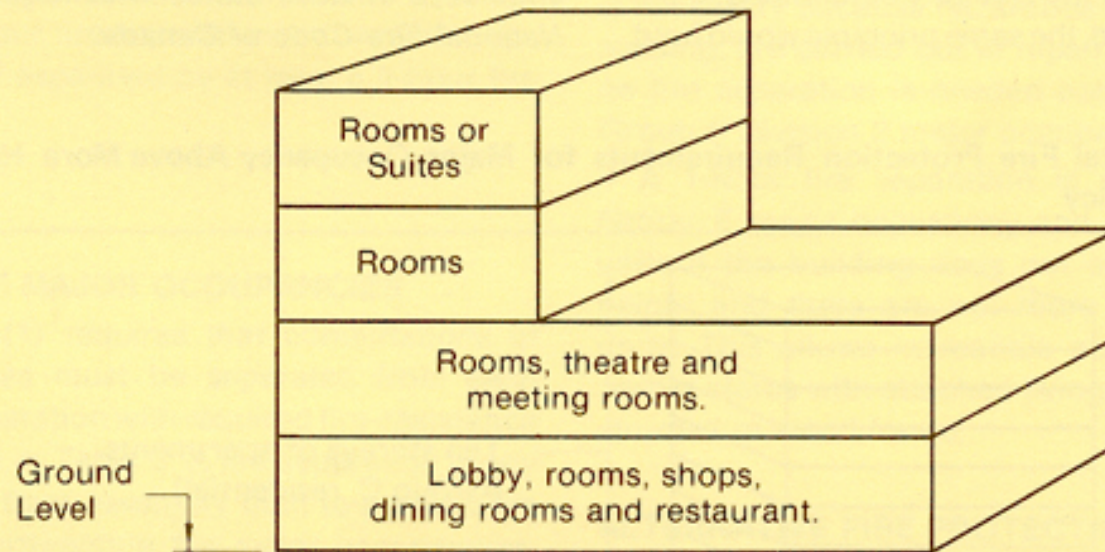 Rooms or
Suites
Rooms
Rooms, theatre and
meeting rooms.
Lobby, rooms, shops,
dining rooms and restaurant.
Ground
Level